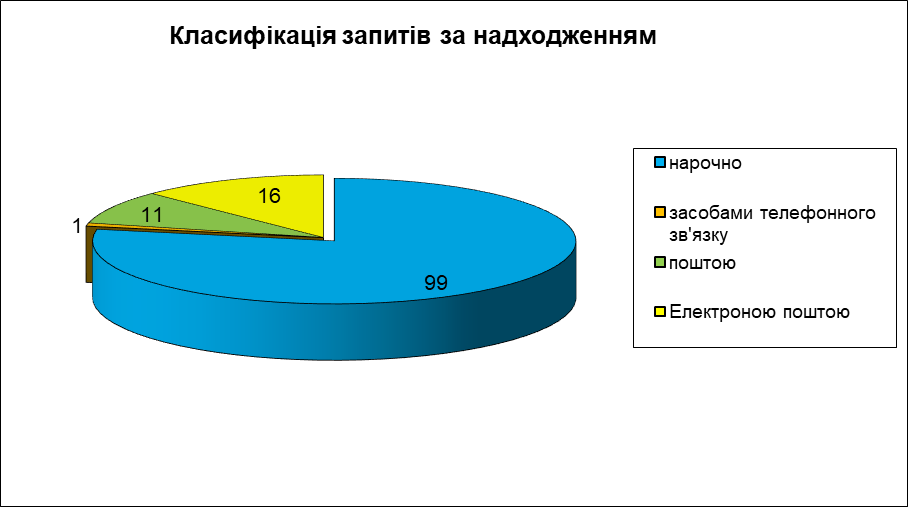 Класифікація запитів за надходженням
16
11
1
99
нарочно
засобами телефонного
зв'язку
поштою
Електроною поштою